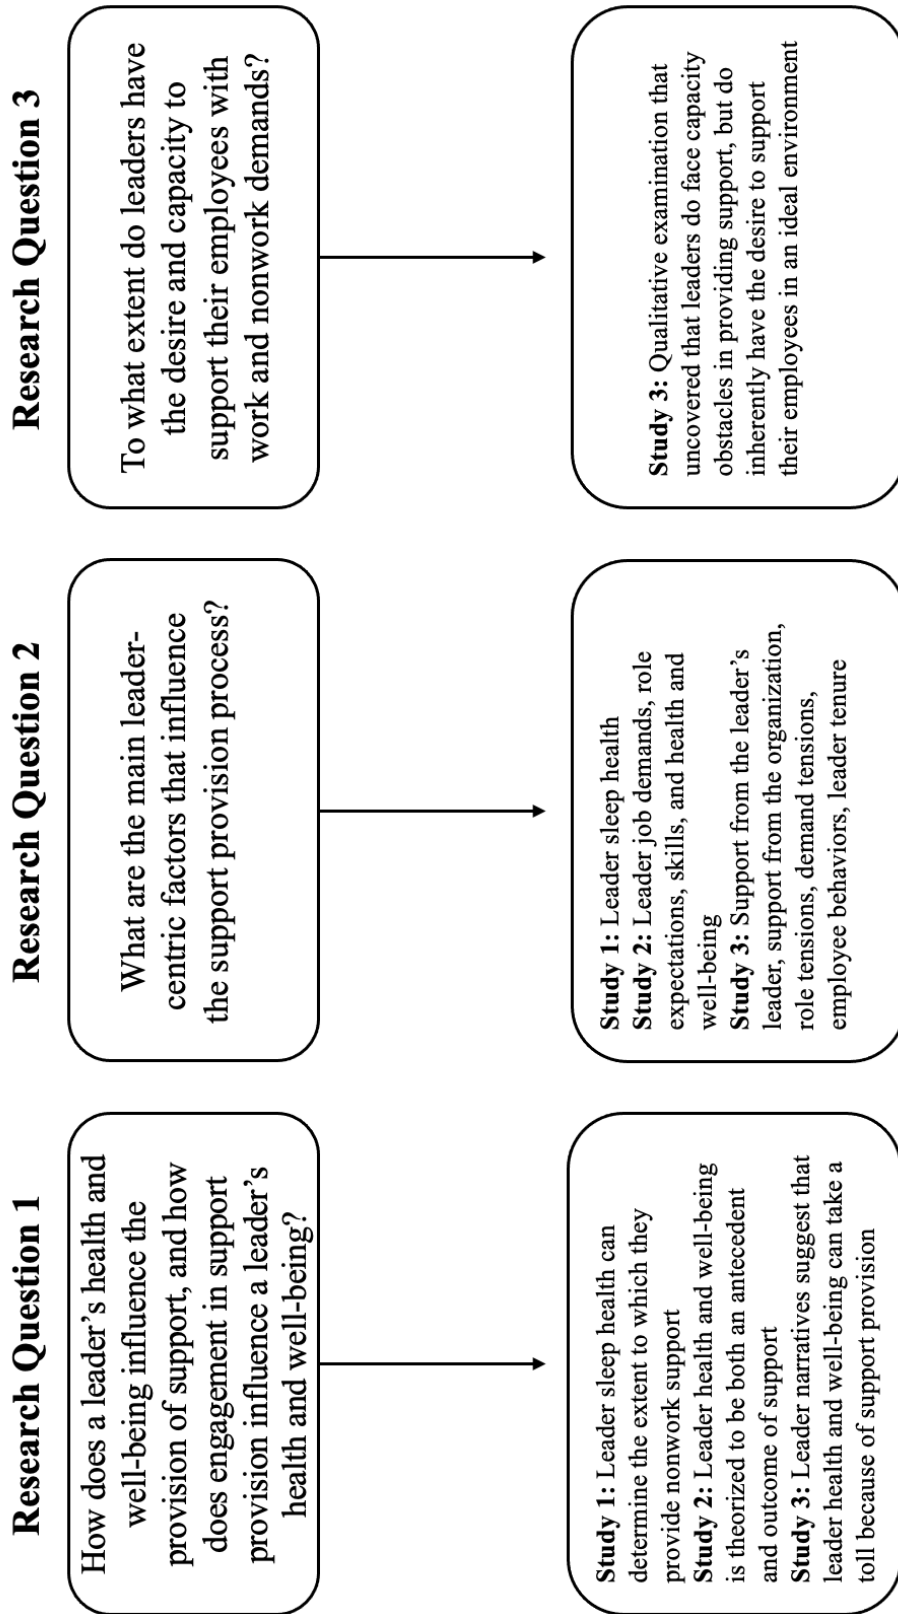 Research Question 1
How does a leader's health and
well-being influence the
provision of support, and how
does engagement in support
provision influence a leader's
health and well-being?
Study 1: Leader sleep health can
determine the extent to which they
provide nonwork support
Study 2: Leader health and well-being
is theorized to be both an antecedent
and outcome of support
Study 3: Leader narratives suggest that
leader health and well-being can take a
toll because of support provision
Research Question 2
What are the main leader-
centric factors that influence
the support provision process?
Study 1: Leader sleep health
Study 2: Leader job demands, role
expectations, skills, and health and
well-being
Study 3: Support from the leader's
leader, support from the organization,
role tensions, demand tensions,
employee behaviors, leader tenure
Research Question 3
To what extent do leaders have
the desire and capacity to
support their employees with
work and nonwork demands?
Study 3: Qualitative examination that
uncovered that leaders do face capacity
obstacles in providing support, but do
inherently have the desire to support
their employees in an ideal environment